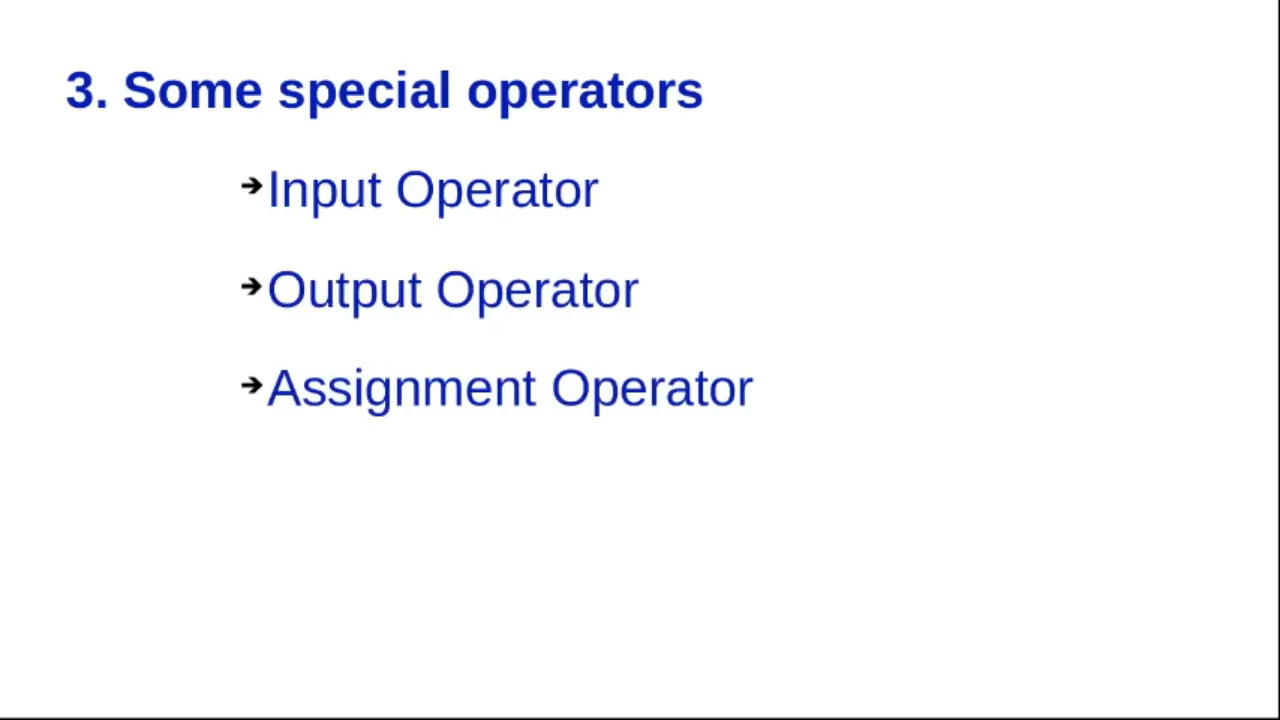 3. Some special operators
➔Input Operator
➔Output Operator
➔Assignment Operator